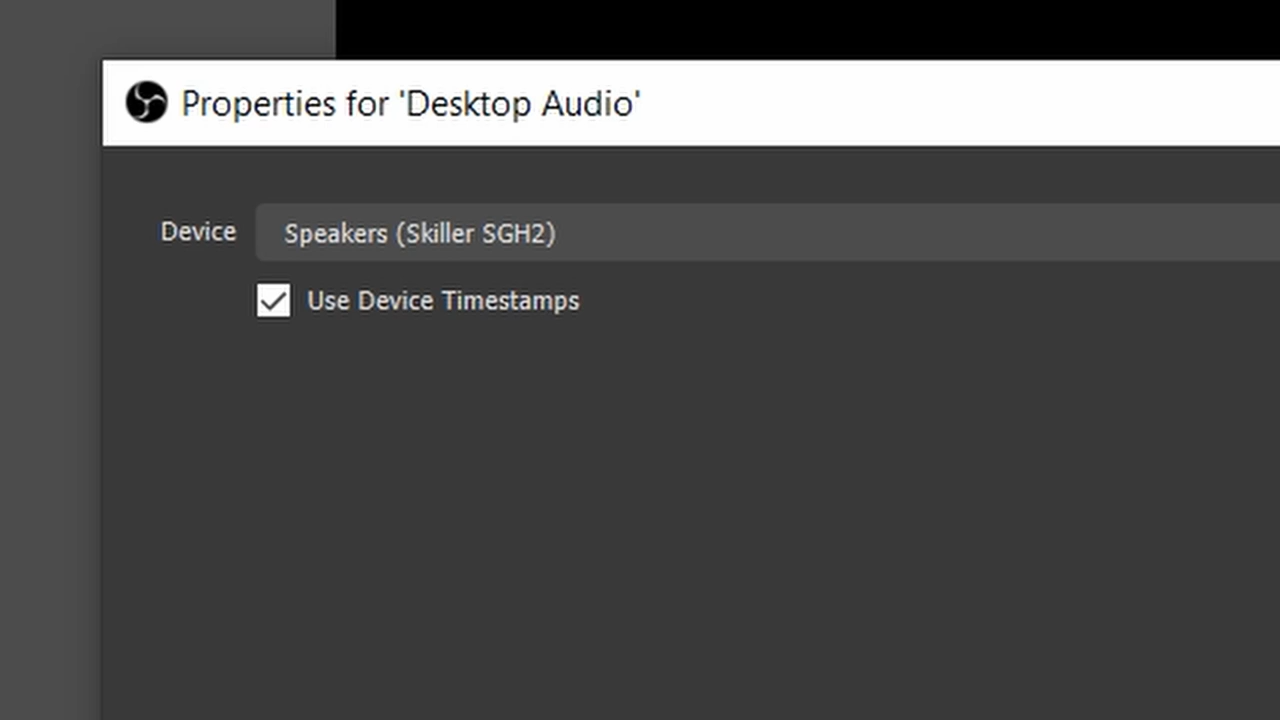 Properties for 'Desktop Audio'
Device
Speakers (Skiller SGH2)
Use Device Timestamps